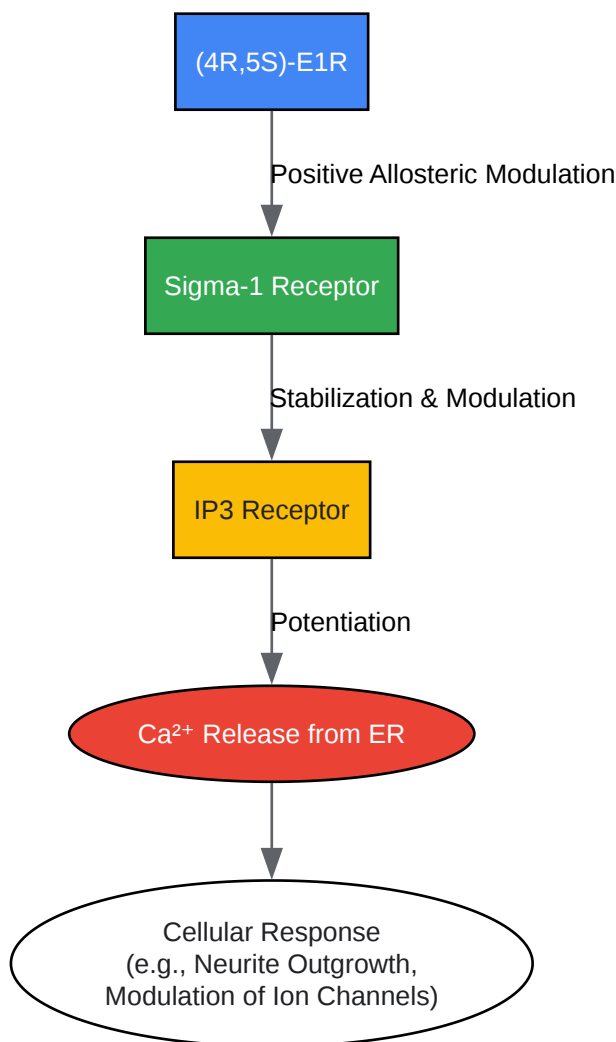 (4R,5S)-E1R
Positive Allosteric Modulation
Sigma-1 Receptor
Stabilization & Modulation
IP3 Receptor
Potentiation
Ca²⁺ Release from ER
Cellular Response
(e.g., Neurite Outgrowth,
Modulation of Ion Channels)